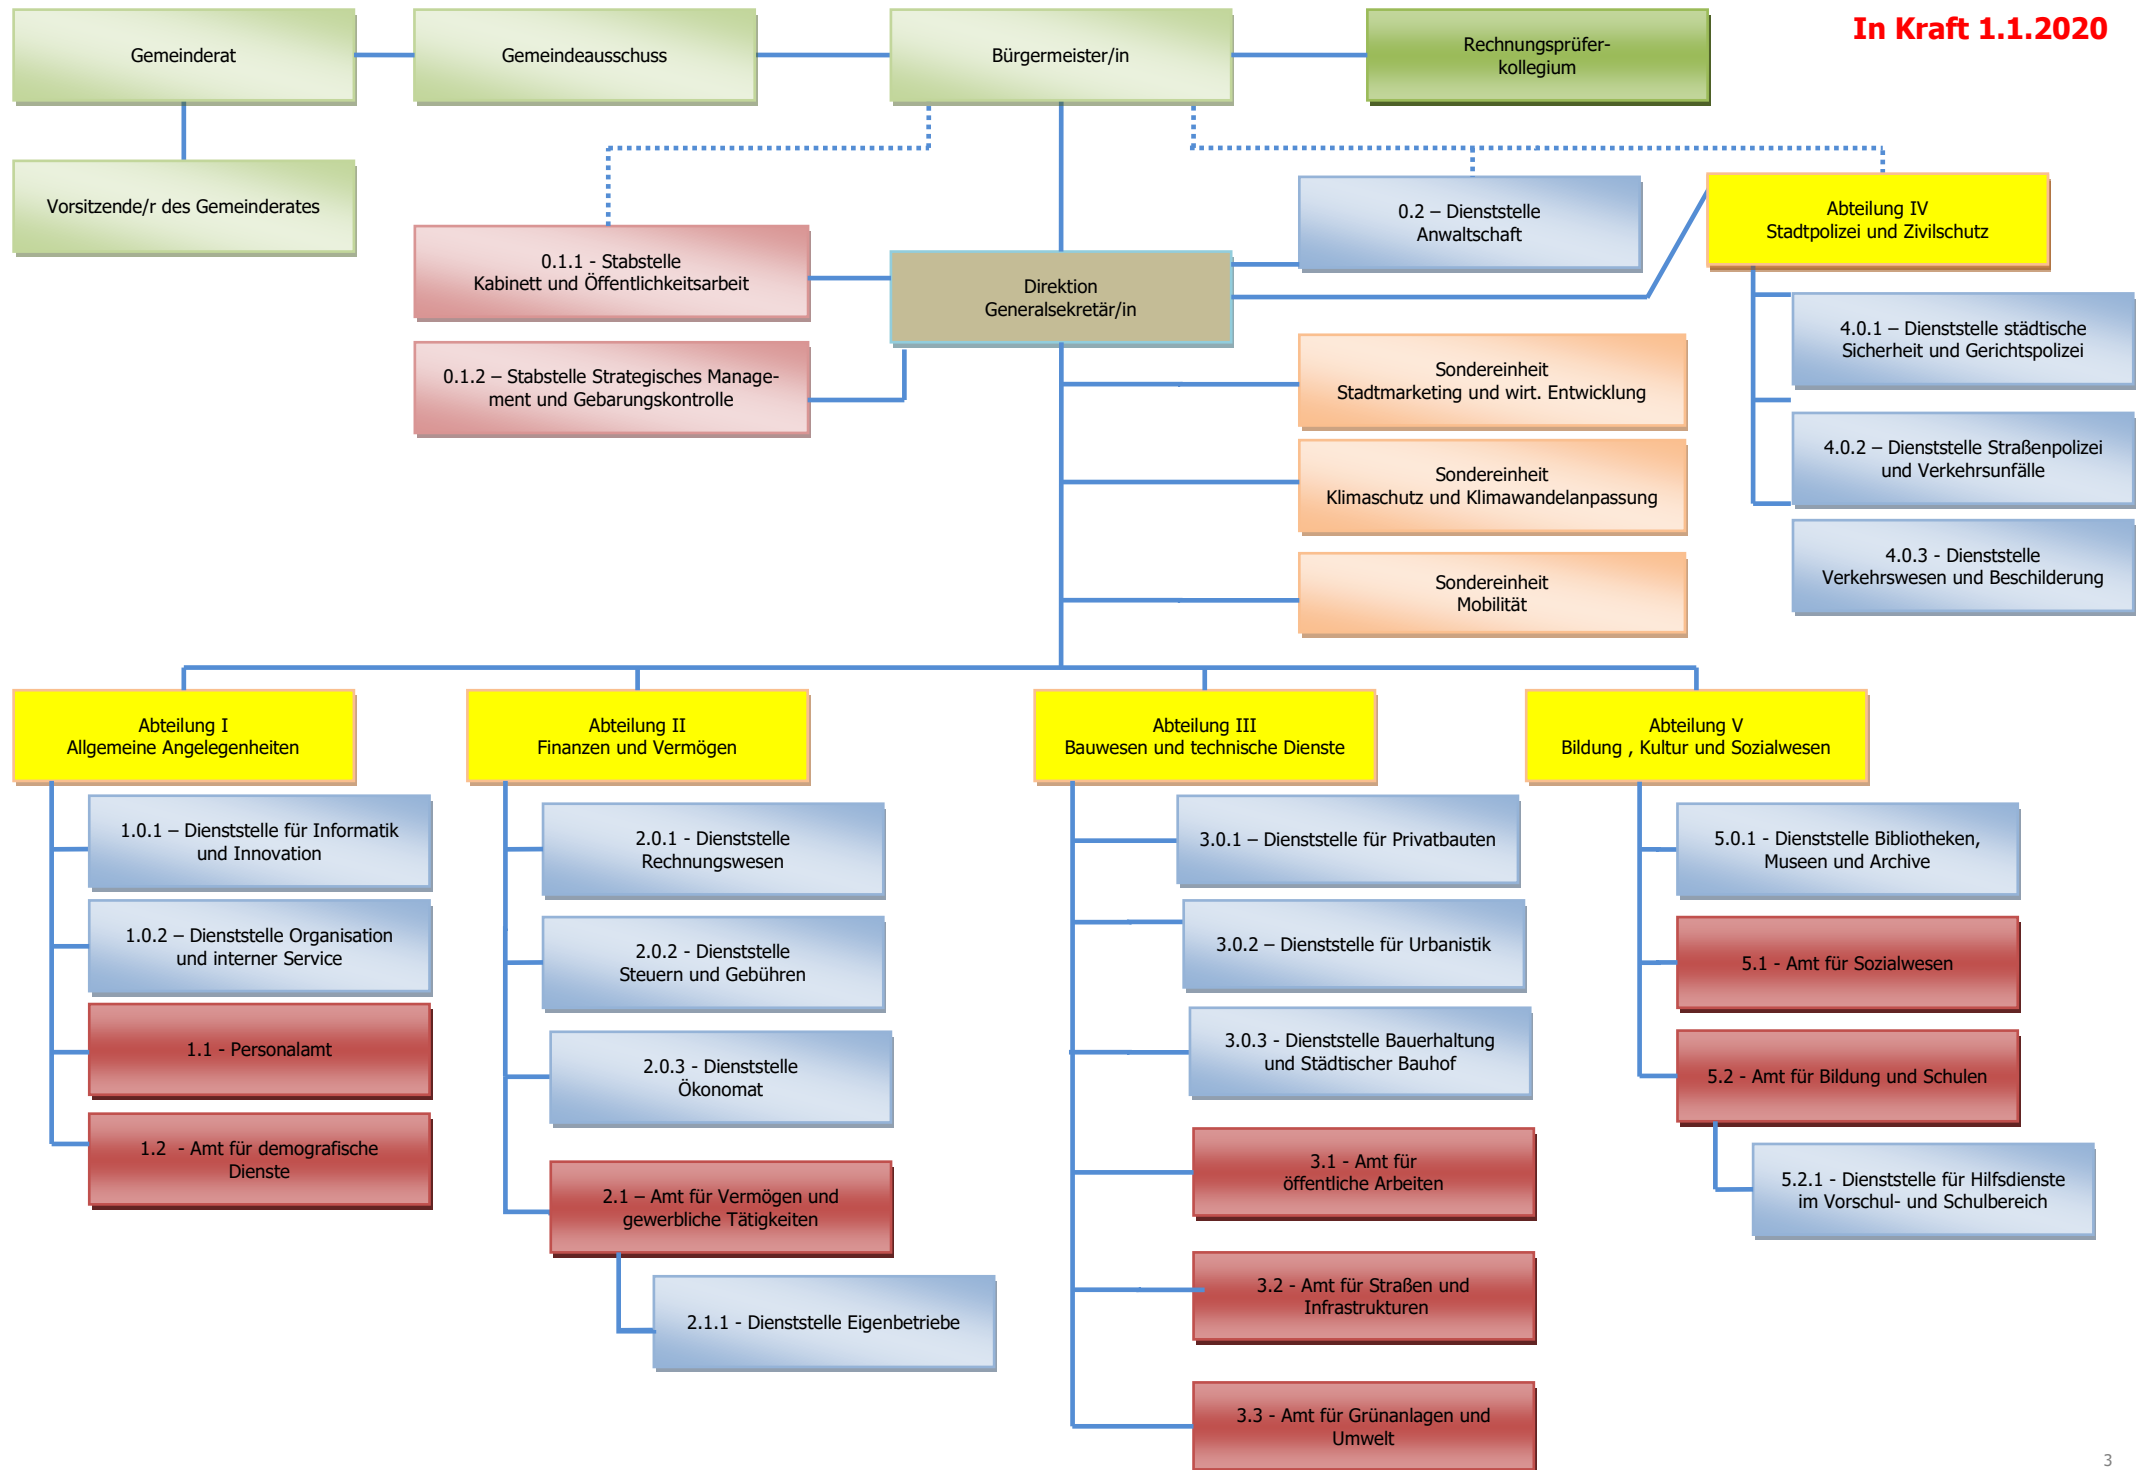 In Kraft 1.1.2020
Gemeinderat
Gemeindeausschuss
Bürgermeister/in
Rechnungsprüfer-
kollegium
Vorsitzende/r des Gemeinderates
0.1.1 - Stabstelle
Kabinett und Öffentlichkeitsarbeit
0.1.2 – Stabstelle Strategisches Manage-
ment und Gebarungskontrolle
Direktion
Generalsekretär/in
0.2 – Dienststelle
Anwaltschaft
Abteilung IV
Stadtpolizei und Zivilschutz
4.0.1 – Dienststelle städtische
Sicherheit und Gerichtspolizei
4.0.2 – Dienststelle Straßenpolizei
und Verkehrsunfälle
4.0.3 - Dienststelle
Verkehrswesen und Beschilderung
Sondereinheit
Stadtmarketing und wirt. Entwicklung
Sondereinheit
Klimaschutz und Klimawandelanpassung
Sondereinheit
Mobilität
Abteilung I
Allgemeine Angelegenheiten
1.0.1 – Dienststelle für Informatik
und Innovation
1.0.2 – Dienststelle Organisation
und interner Service
1.1 - Personalamt
1.2  - Amt für demografische
Dienste
Abteilung II
Finanzen und Vermögen
2.0.1 - Dienststelle
Rechnungswesen
2.0.2 - Dienststelle
Steuern und Gebühren
2.0.3 - Dienststelle
Ökonomat
2.1 – Amt für Vermögen und
gewerbliche Tätigkeiten
2.1.1 - Dienststelle Eigenbetriebe
Abteilung III
Bauwesen und technische Dienste
3.0.1 – Dienststelle für Privatbauten
3.0.2 – Dienststelle für Urbanistik
3.0.3 - Dienststelle Bauerhaltung
und Städtischer Bauhof
3.1 - Amt für
öffentliche Arbeiten
3.2 - Amt für Straßen und
Infrastrukturen
3.3 - Amt für Grünanlagen und
Umwelt
Abteilung V
Bildung , Kultur und Sozialwesen
5.0.1 - Dienststelle Bibliotheken,
Museen und Archive
5.1 - Amt für Sozialwesen
5.2 - Amt für Bildung und Schulen
5.2.1 - Dienststelle für Hilfsdienste
im Vorschul- und Schulbereich
3